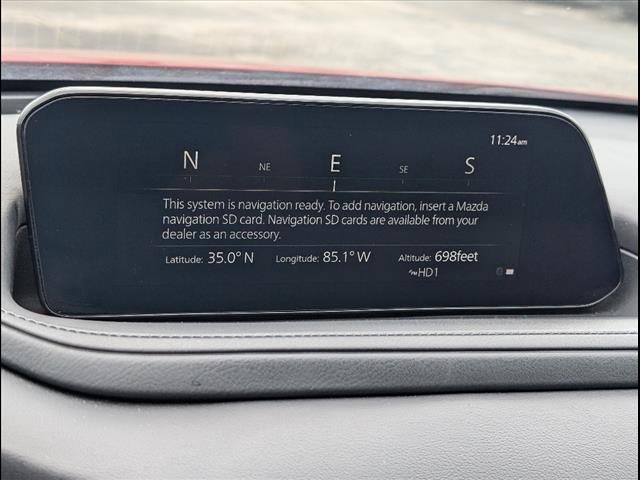 11:24am
N NE E SE S
This system is navigation ready. To add navigation, insert a Mazda
navigation SD card. Navigation SD cards are available from your
dealer as an accessory.
Latitude: 35.0° N Longitude: 85.1° W Altitude: 698feet
HD1